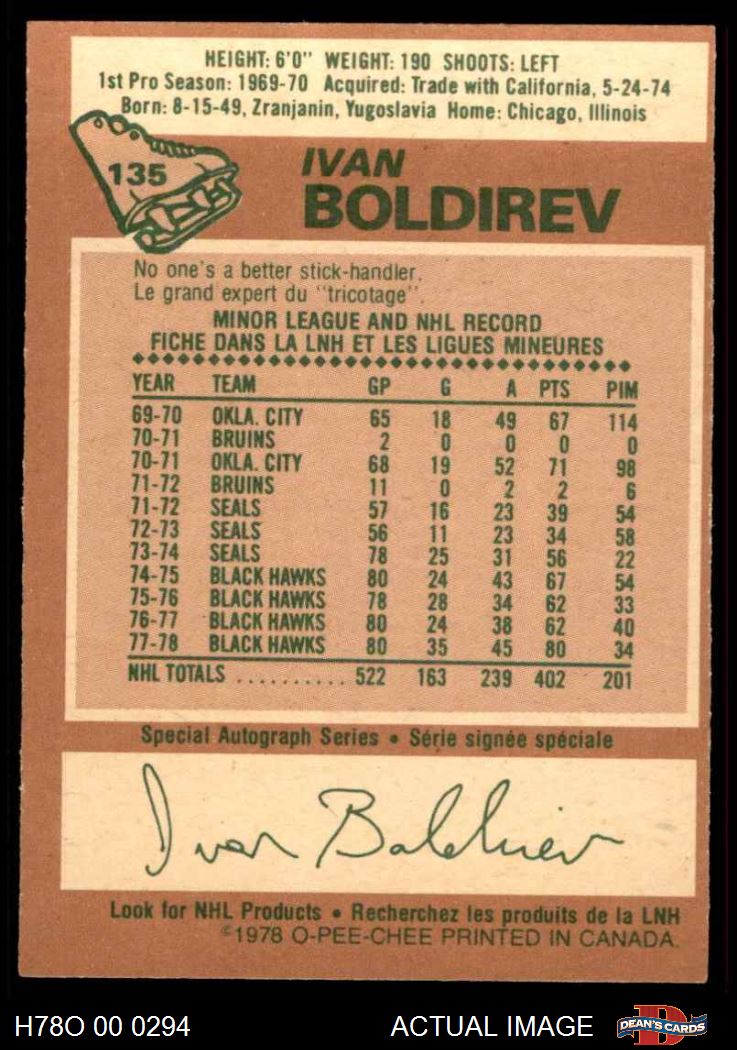 HEIGHT: 6'0" WEIGHT: 190 SHOOTS: LEFT
1st Pro Season: 1969-70 Acquired: Trade with California, 5-24-74
Born: 8-15-49, Zranjanin, Yugoslavia Home: Chicago, Illinois
135
IVAN
BOLDIREV
No one's a better stick-handler.
Le grand expert du "tricotage".
MINOR LEAGUE AND NHL RECORD
FICHE DANS LA LNH ET LES LIGUES MINEURES
YEAR TEAM GP G A PTS PIM
69-70 OKLA. CITY 65 18 49 67 114
70-71 BRUINS 2 0 0 0 0
70-71 OKLA. CITY 68 19 52 71 98
71-72 BRUINS 11 0 2 2 6
71-72 SEALS 57 16 23 39 54
72-73 SEALS 56 11 23 34 58
73-74 SEALS 78 25 31 56 22
74-75 BLACK HAWKS 80 24 43 67 54
75-76 BLACK HAWKS 78 28 34 62 33
76-77 BLACK HAWKS 80 24 38 62 40
77-78 BLACK HAWKS 80 35 45 80 34
NHL TOTALS .......... 522 163 239 402 201
Special Autograph Series • Série signée spéciale
Ivan Boldirev
Look for NHL Products • Recherchez les produits de la LNH
©1978 O-PEE-CHEE PRINTED IN CANADA.
H78O 00 0294 ACTUAL IMAGE D DEAN'S CARDS